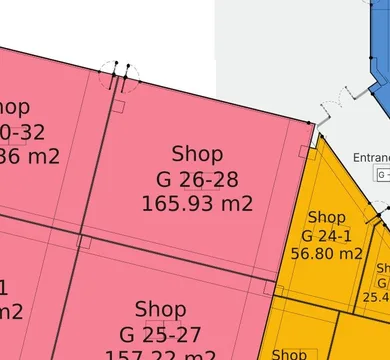 hop
0-32
36 m2
Shop
G 26-28
165.93 m2
Entranc
G
Shop
G 24-1
56.80 m2
Sh
G
25.4
1
m2
Shop
G 25-27
157.22 m2
Shop